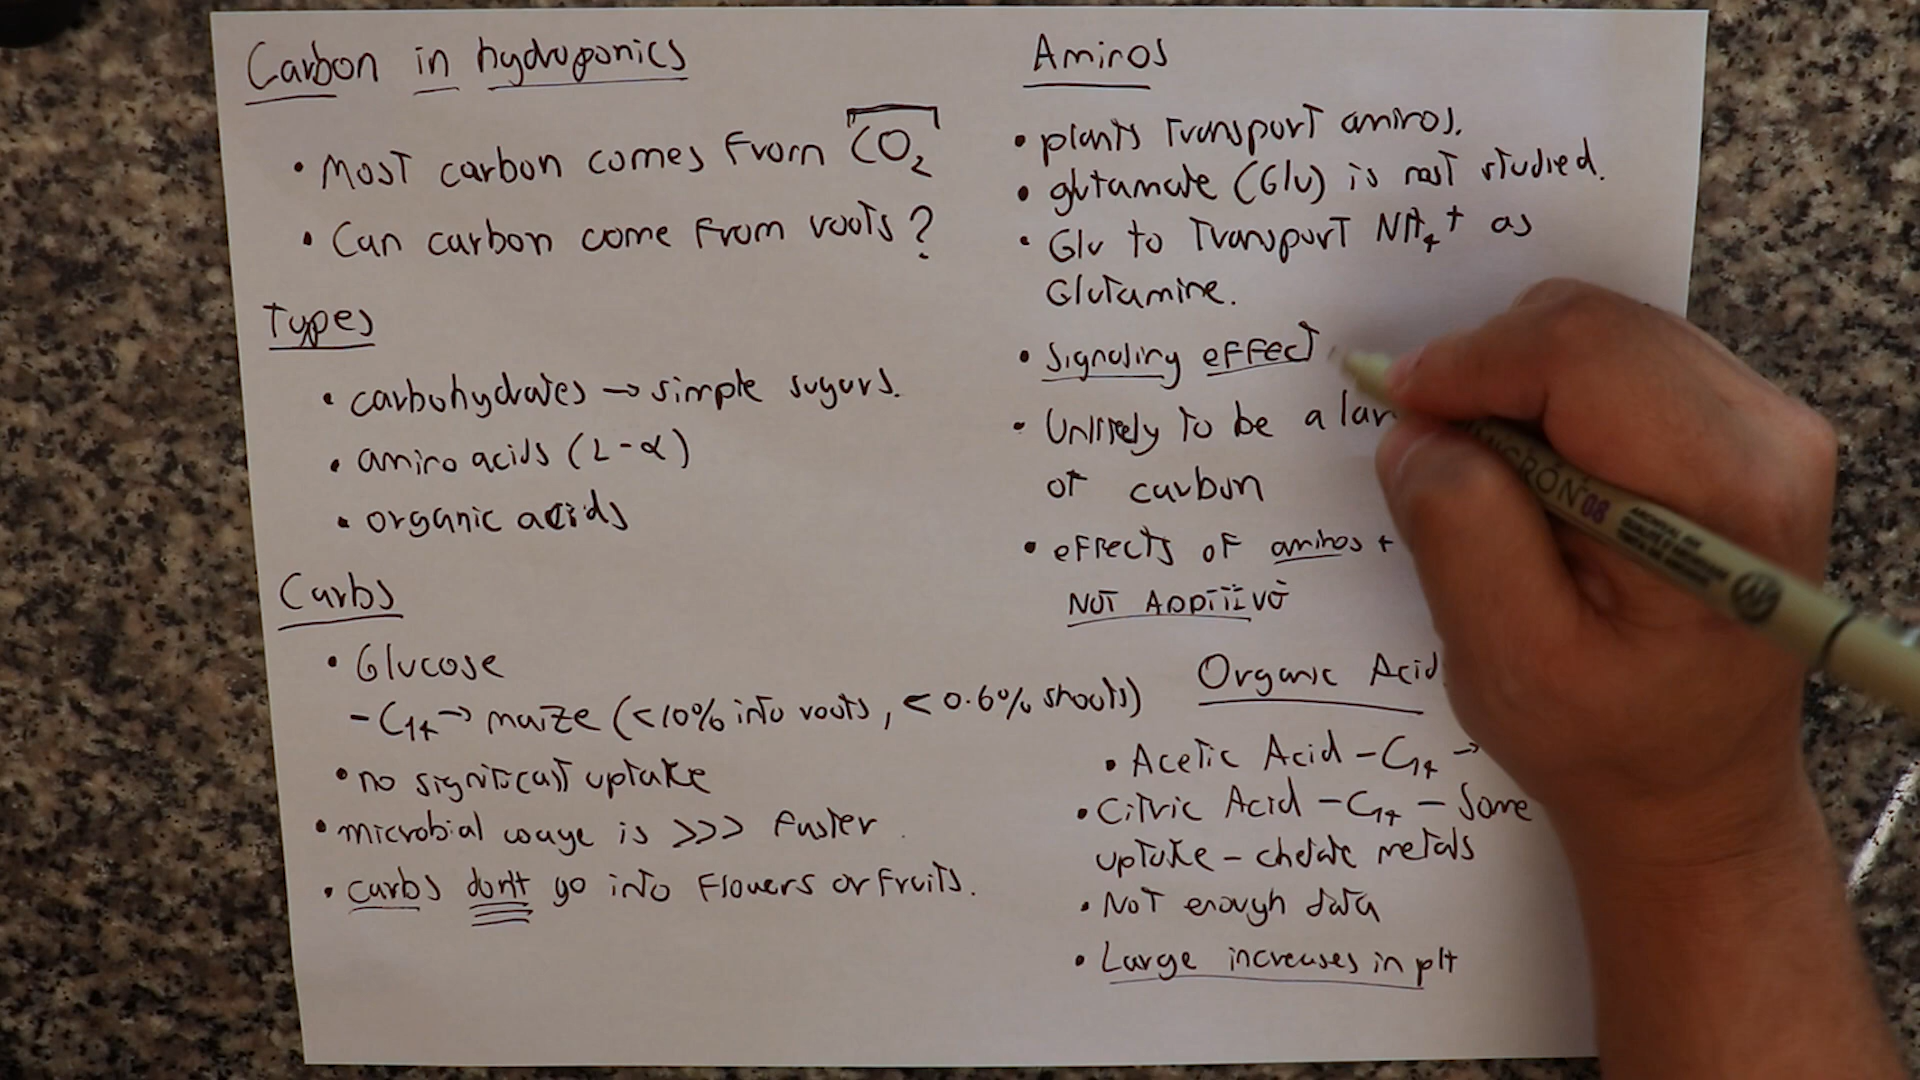 Carbon in hydroponics
• Most carbon comes from CO2
• Can carbon come from roots?
Types
• carbohydrates → simple sugars.
• amino acids (L-α)
• organic acids
Carbs
• Glucose
- C14 → maize (<10% into roots, <0.6% shoots)
• no significant uptake
• microbial usage is >>> faster
• carbs don't go into flowers or fruits.
Aminos
• plants transport aminos.
• glutamate (Glu) is most studied.
• Glu to transport NH4+ as
Glutamine.
• Signaling effect
• Unlikely to be a lar
of carbon
• effects of aminos +
NOT ADDITIVE
Organic Acid
• Acetic Acid - C14 →
• Citric Acid - C14 - Some
uptake - chelate metals
• Not enough data
• Large increases in pH
MICRON 08